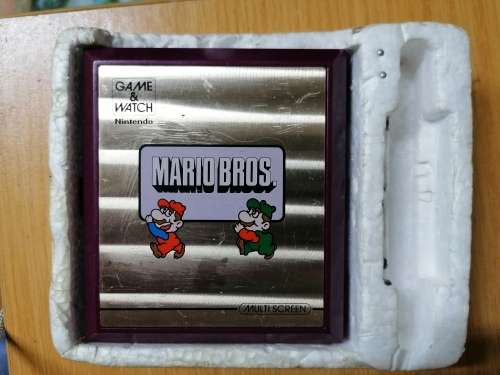 GAME
&
WATCH
Nintendo
MARIO BROS.
MULTI SCREEN